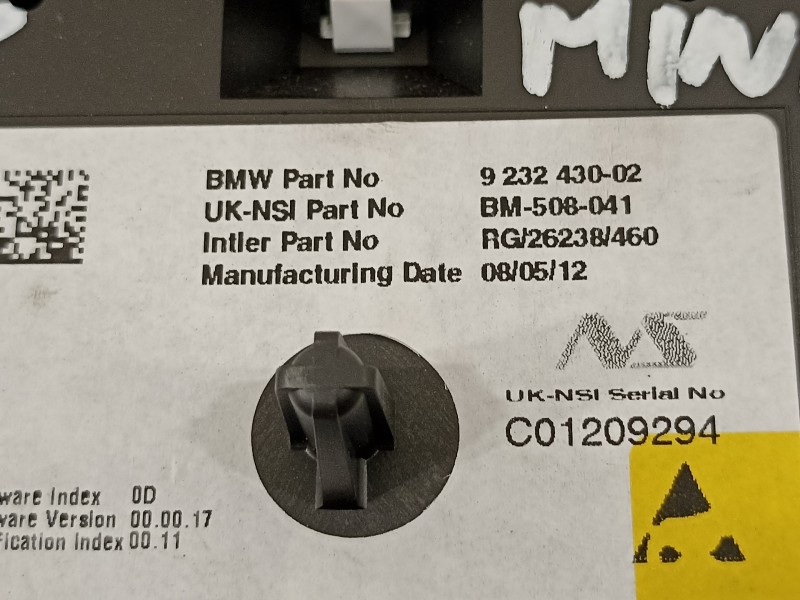 MIN
BMW Part No 9 232 430-02
UK-NSI Part No BM-508-041
Intier Part No RG/26238/460
Manufacturing Date 08/05/12
UK-NSI Serial No
C01209294
ware Index 0D
ware Version 00.00.17
fication Index 00.11